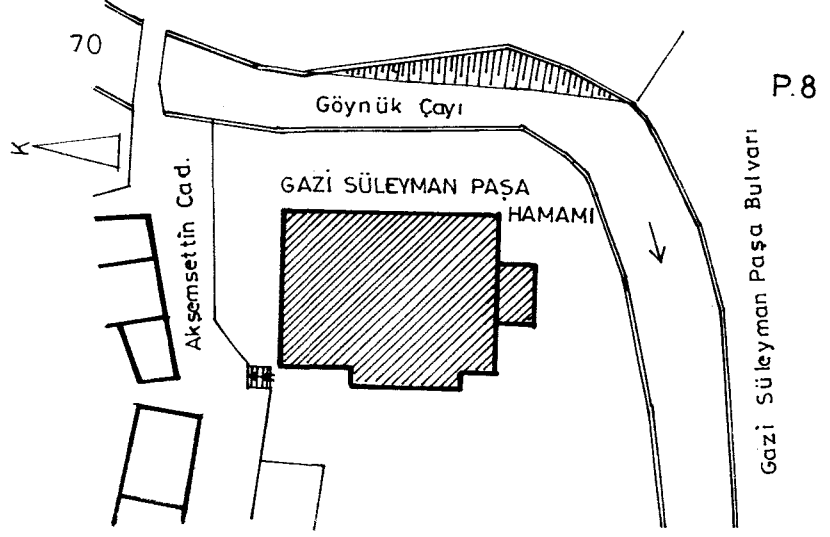 70
P.8
Göynük Çayı
K
GAZİ SÜLEYMAN PAŞA
HAMAMI
Akşemsettin Cad.
Gazi Süleyman Paşa Bulvarı